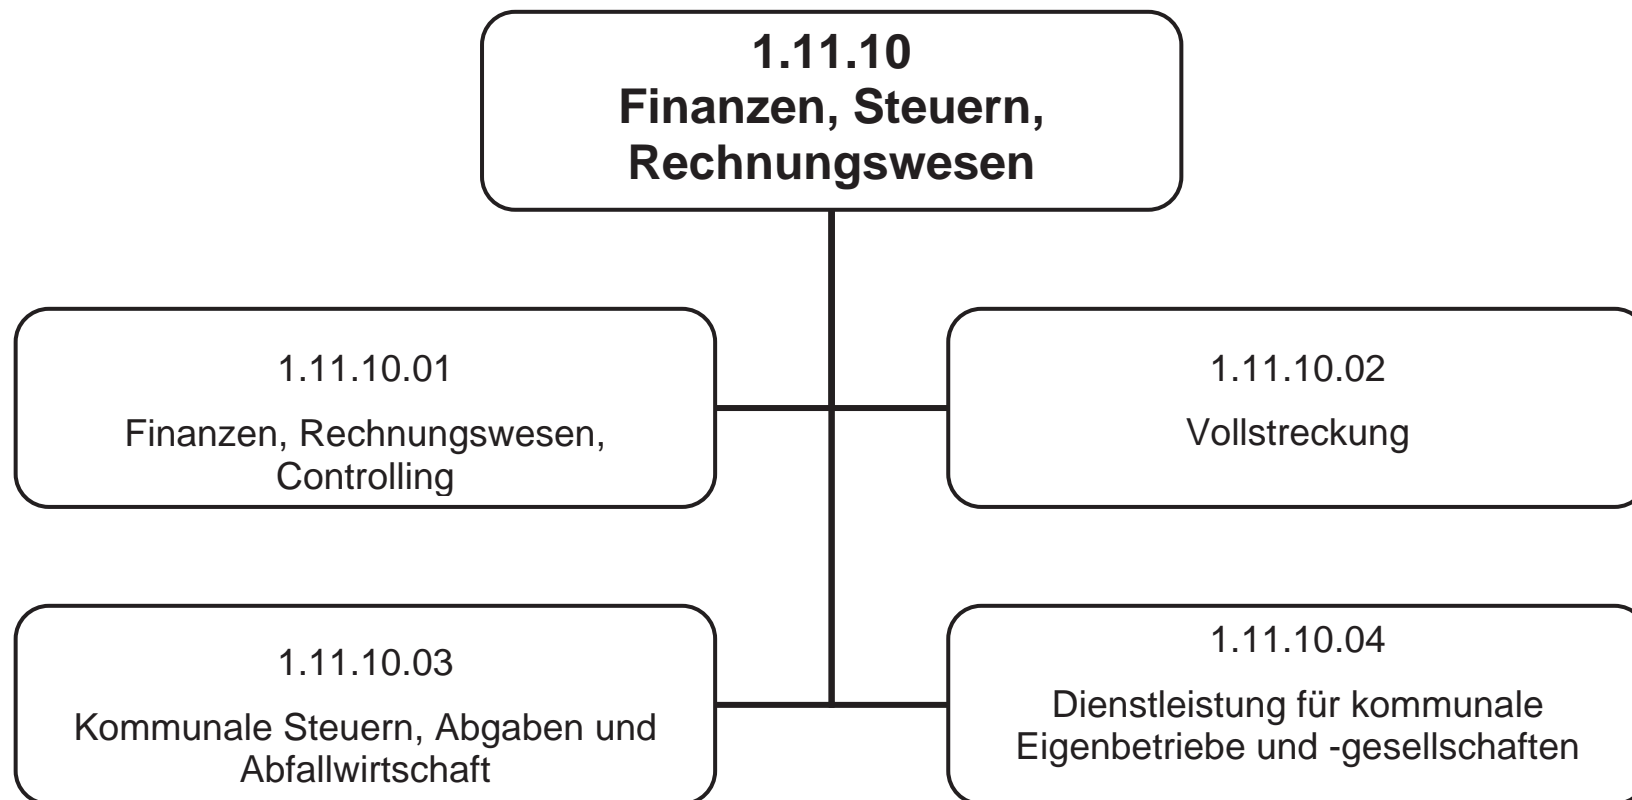 1.11.10
Finanzen, Steuern,
Rechnungswesen
1.11.10.01
Finanzen, Rechnungswesen,
Controlling
1.11.10.02
Vollstreckung
1.11.10.03
Kommunale Steuern, Abgaben und
Abfallwirtschaft
1.11.10.04
Dienstleistung für kommunale
Eigenbetriebe und -gesellschaften